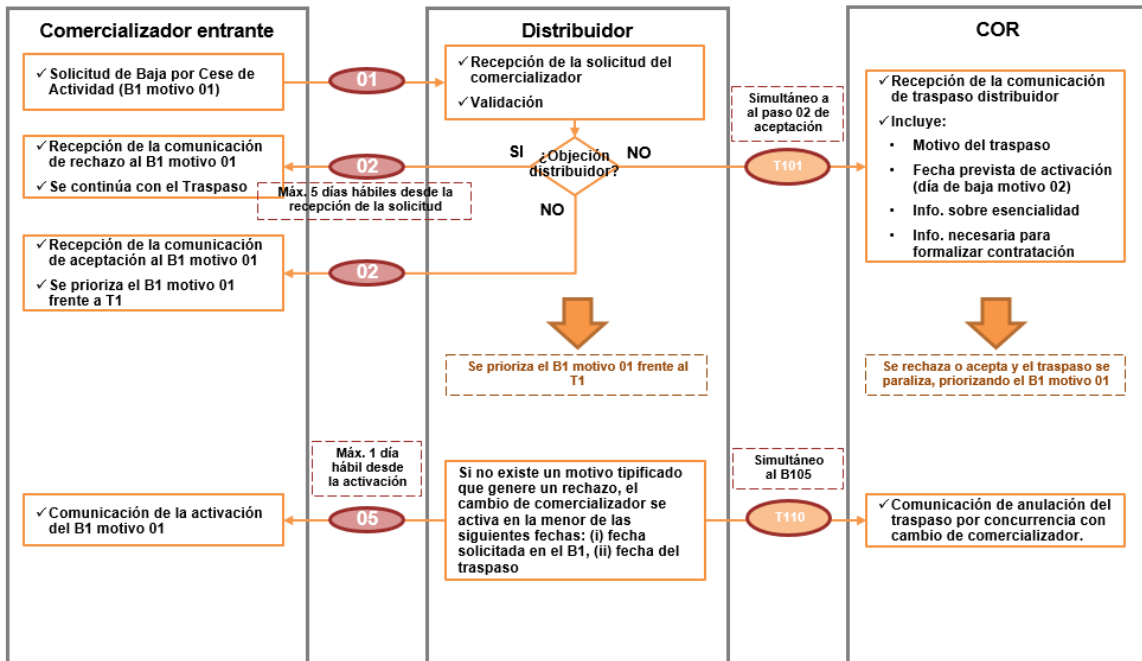 Comercializador entrante
Distribuidor
COR
✓ Solicitud de Baja por Cese de
Actividad (B1 motivo 01)
01
✓ Recepción de la solicitud del
comercializador
✓ Validación
Simultáneo a
al paso 02 de
aceptación
✓ Recepción de la comunicación
de traspaso distribuidor
✓ Incluye:
• Motivo del traspaso
• Fecha prevista de activación
(día de baja motivo 02)
• Info. sobre esencialidad
• Info. necesaria para
formalizar contratación
✓ Recepción de la comunicación
de rechazo al B1 motivo 01
✓ Se continúa con el Traspaso
02
SI
¿Objeción
distribuidor?
NO
T101
Máx. 5 días hábiles desde la
recepción de la solicitud
NO
✓ Recepción de la comunicación
de aceptación al B1 motivo 01
✓ Se prioriza el B1 motivo 01
frente a T1
02
Se prioriza el B1 motivo 01 frente al
T1
Se rechaza o acepta y el traspaso se
paraliza, priorizando el B1 motivo 01
Máx. 1 día
hábil desde
la activación
Simultáneo
al B105
✓ Comunicación de la activación
del B1 motivo 01
05
Si no existe un motivo tipificado
que genere un rechazo, el
cambio de comercializador se
activa en la menor de las
siguientes fechas: (i) fecha
solicitada en el B1, (ii) fecha del
traspaso
T110
✓ Comunicación de anulación del
traspaso por concurrencia con
cambio de comercializador.